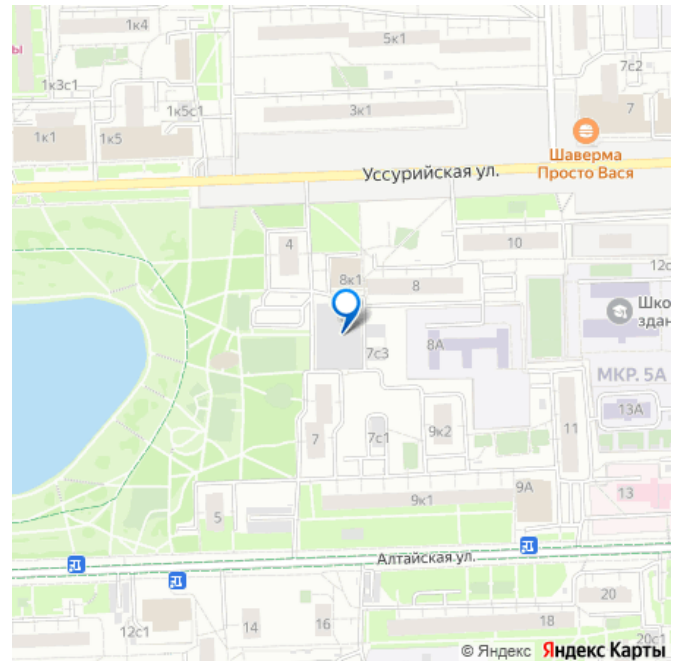 1к4
5к1
ы
7с2
1к3с1
1к5с1
3к1
7
1к1
1к5
Шаверма
Просто Вася
Уссурийская ул.
4
10
8к1
8
12с
Шко
здан
8А
7с3
МКР. 5А
13А
7
7с1
9к2
11
5
9к1
9А
13
Алтайская ул.
20
12с1
14
16
18
20с1
© Яндекс Яндекс Карты